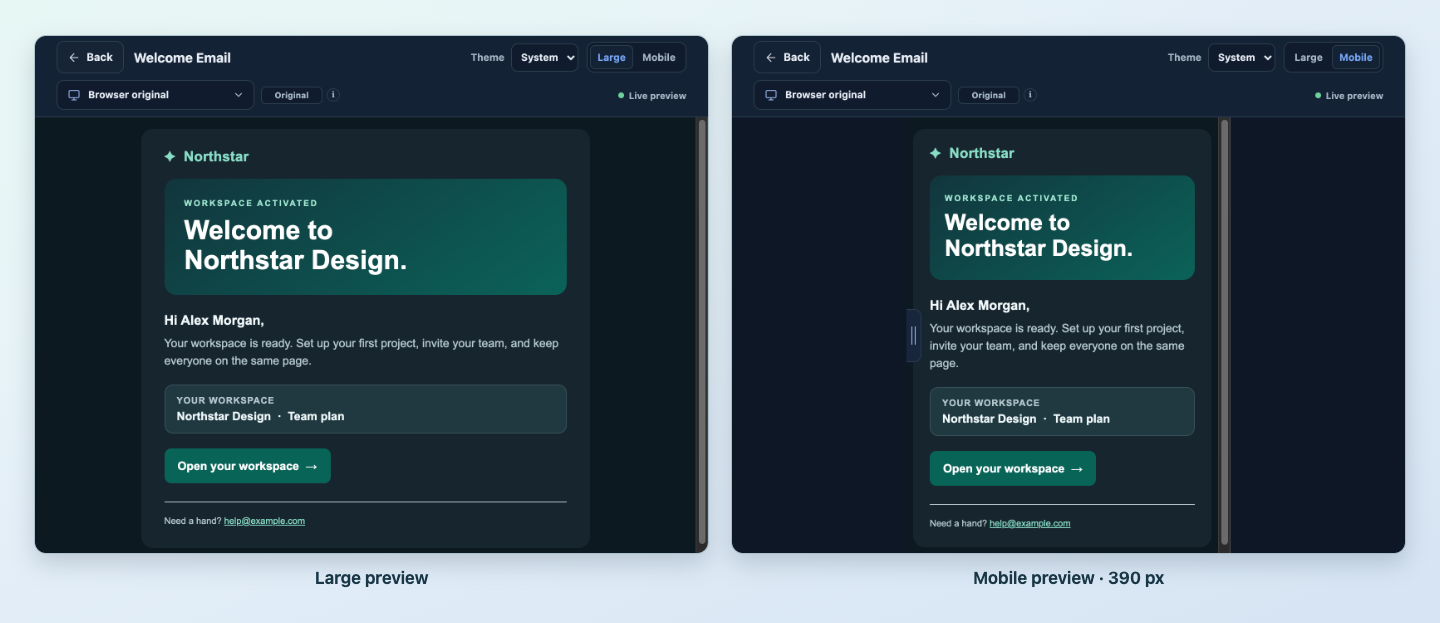 ← Back
Welcome Email
Theme
System
Large
Mobile
Browser original
Original
i
Live preview
Northstar
WORKSPACE ACTIVATED
Welcome to
Northstar Design.
Hi Alex Morgan,
Your workspace is ready. Set up your first project, invite your team, and keep
everyone on the same page.
YOUR WORKSPACE
Northstar Design · Team plan
Open your workspace →
Need a hand? help@example.com
Large preview
← Back
Welcome Email
Theme
System
Large
Mobile
Browser original
Original
i
Live preview
Northstar
WORKSPACE ACTIVATED
Welcome to
Northstar Design.
Hi Alex Morgan,
Your workspace is ready. Set up your first project,
invite your team, and keep everyone on the same
page.
YOUR WORKSPACE
Northstar Design · Team plan
Open your workspace →
Need a hand? help@example.com
Mobile preview · 390 px